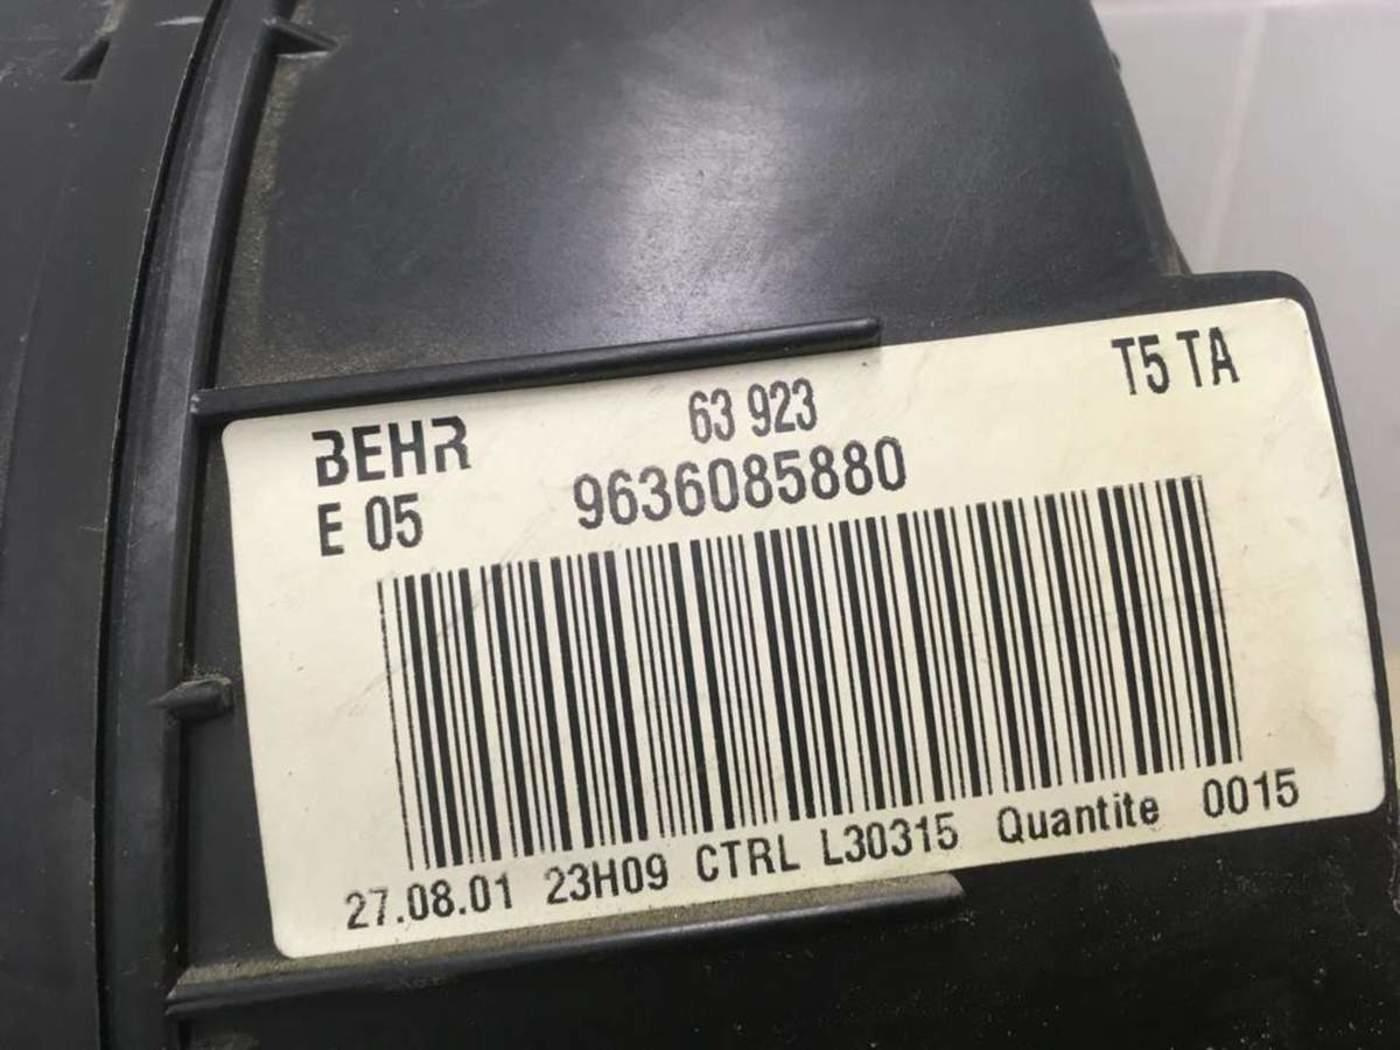 T5 TA
63 923
BEHR
9636085880
E 05
27.08.01 23H09 CTRL L30315 Quantite 0015